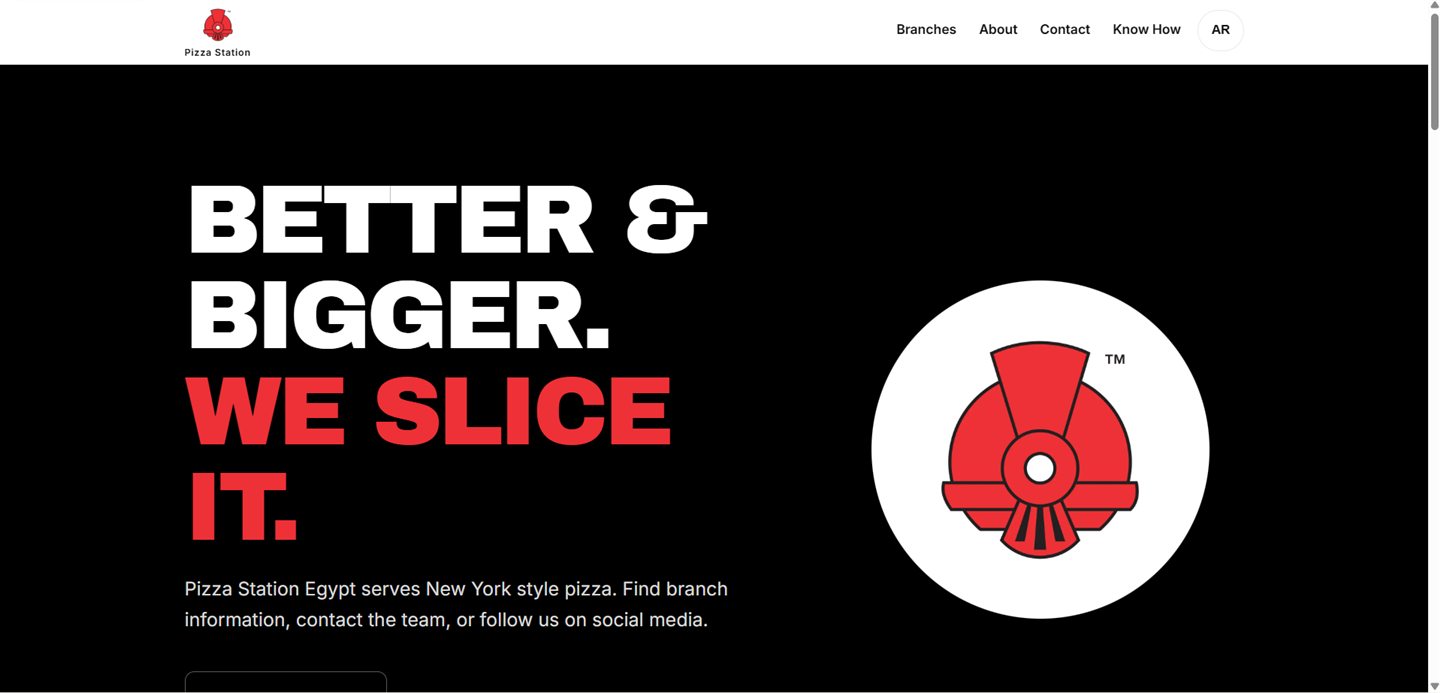 Pizza Station
Branches
About
Contact
Know How
AR
BETTER &
BIGGER.
WE SLICE
IT.
TM
Pizza Station Egypt serves New York style pizza. Find branch
information, contact the team, or follow us on social media.